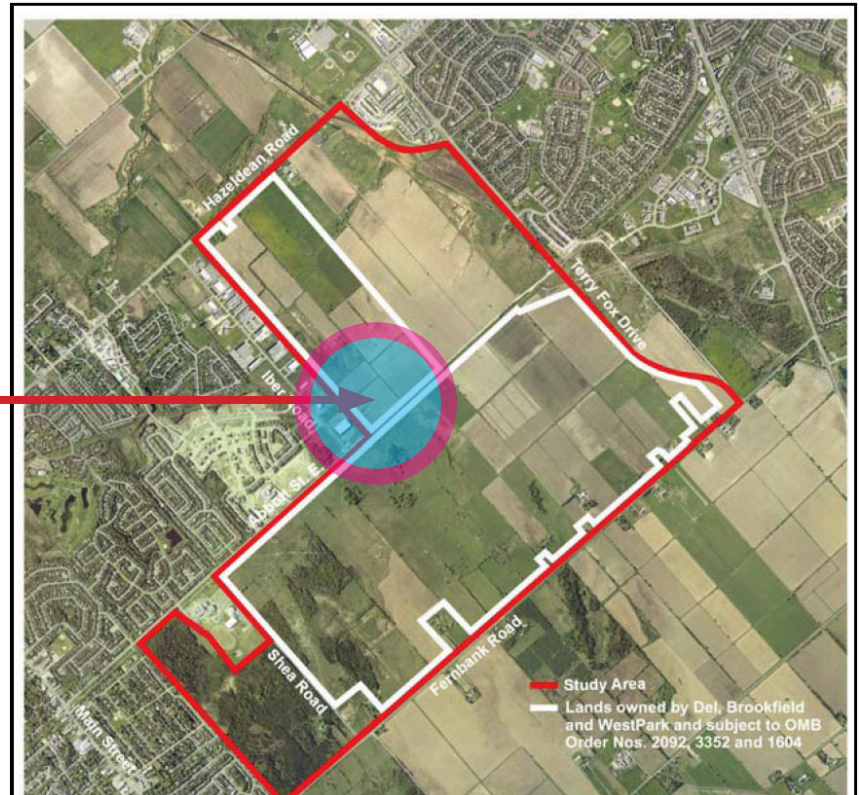 Hazeldean Road
Terry Fox Drive
Iber Road
Abbott St. E.
Shea Road
Fernbank Road
Main Street
Study Area
Lands owned by Del, Brookfield
and WestPark and subject to OMB
Order Nos. 2092, 3352 and 1604